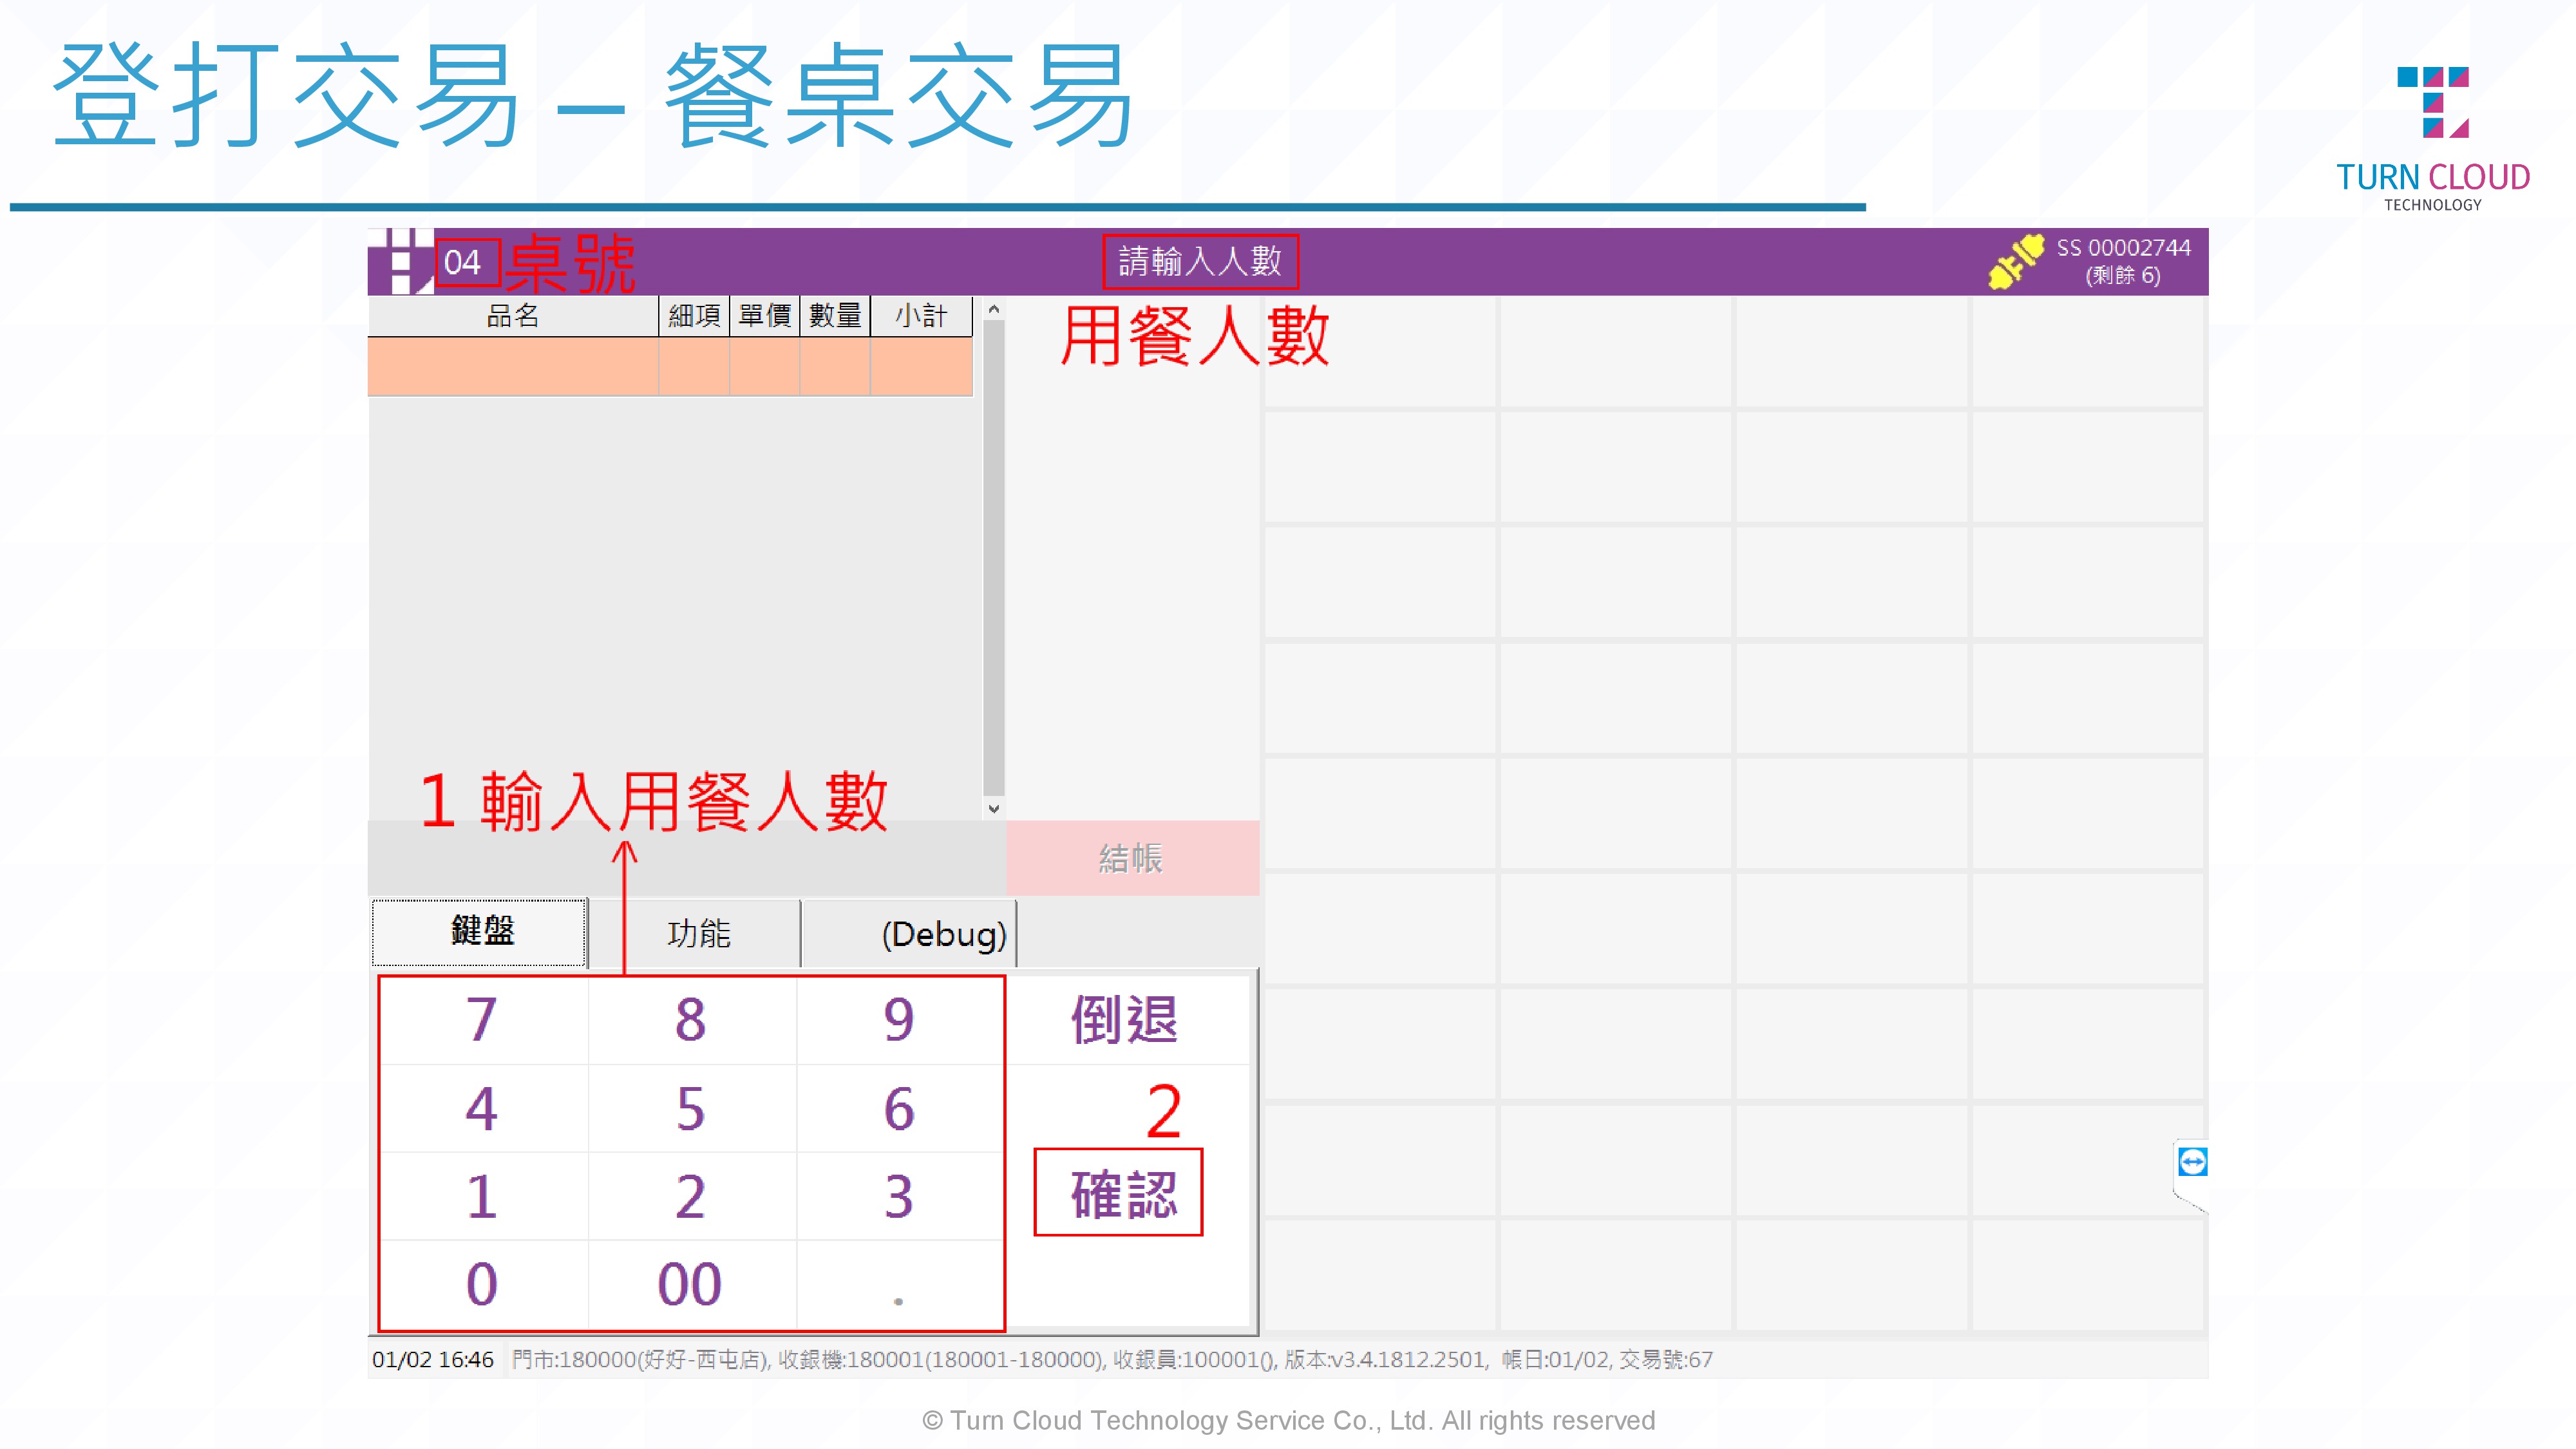 登打交易 – 餐桌交易
TURN CLOUD
TECHNOLOGY
04 桌號 請輸入人數 SS 00002744
(剩餘 6)
品名 細項 單價 數量 小計
用餐人數
1 輸入用餐人數
結帳
鍵盤 功能 (Debug)
7 8 9 倒退
4 5 6 2
1 2 3 確認
0 00 .
01/02 16:46 門市:180000(好好-西屯店), 收銀機:180001(180001-180000), 收銀員:100001(), 版本:v3.4.1812.2501, 帳日:01/02, 交易號:67
© Turn Cloud Technology Service Co., Ltd. All rights reserved